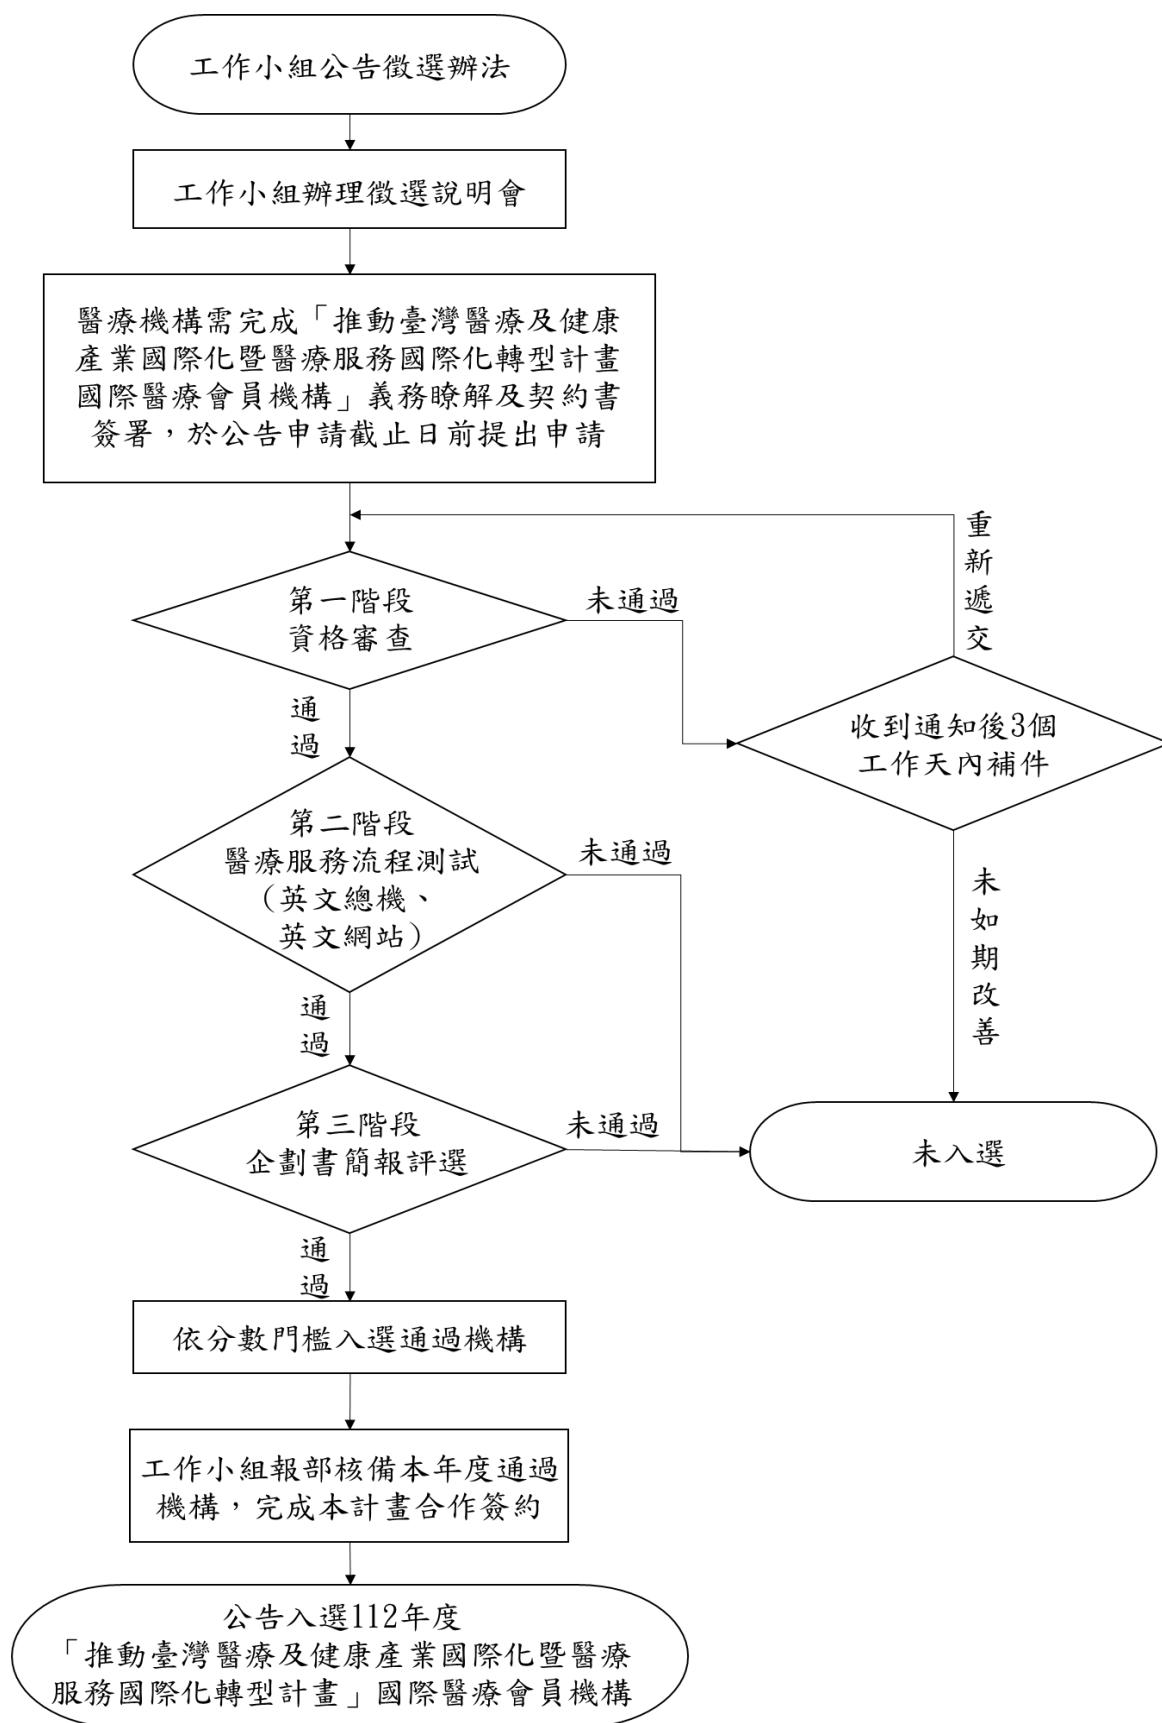 工作小組公告徵選辦法
工作小組辦理徵選說明會
醫療機構需完成「推動臺灣醫療及健康
產業國際化暨醫療服務國際化轉型計畫
國際醫療會員機構」義務瞭解及契約書
簽署，於公告申請截止日前提出申請
第一階段
資格審查
未通過
重新遞交
通過
收到通知後3個
工作天內補件
第二階段
醫療服務流程測試
（英文總機、
英文網站）
未通過
未如期改善
通過
第三階段
企劃書簡報評選
未通過
未入選
通過
依分數門檻入選通過機構
工作小組報部核備本年度通過
機構，完成本計畫合作簽約
公告入選112年度
「推動臺灣醫療及健康產業國際化暨醫療
服務國際化轉型計畫」國際醫療會員機構